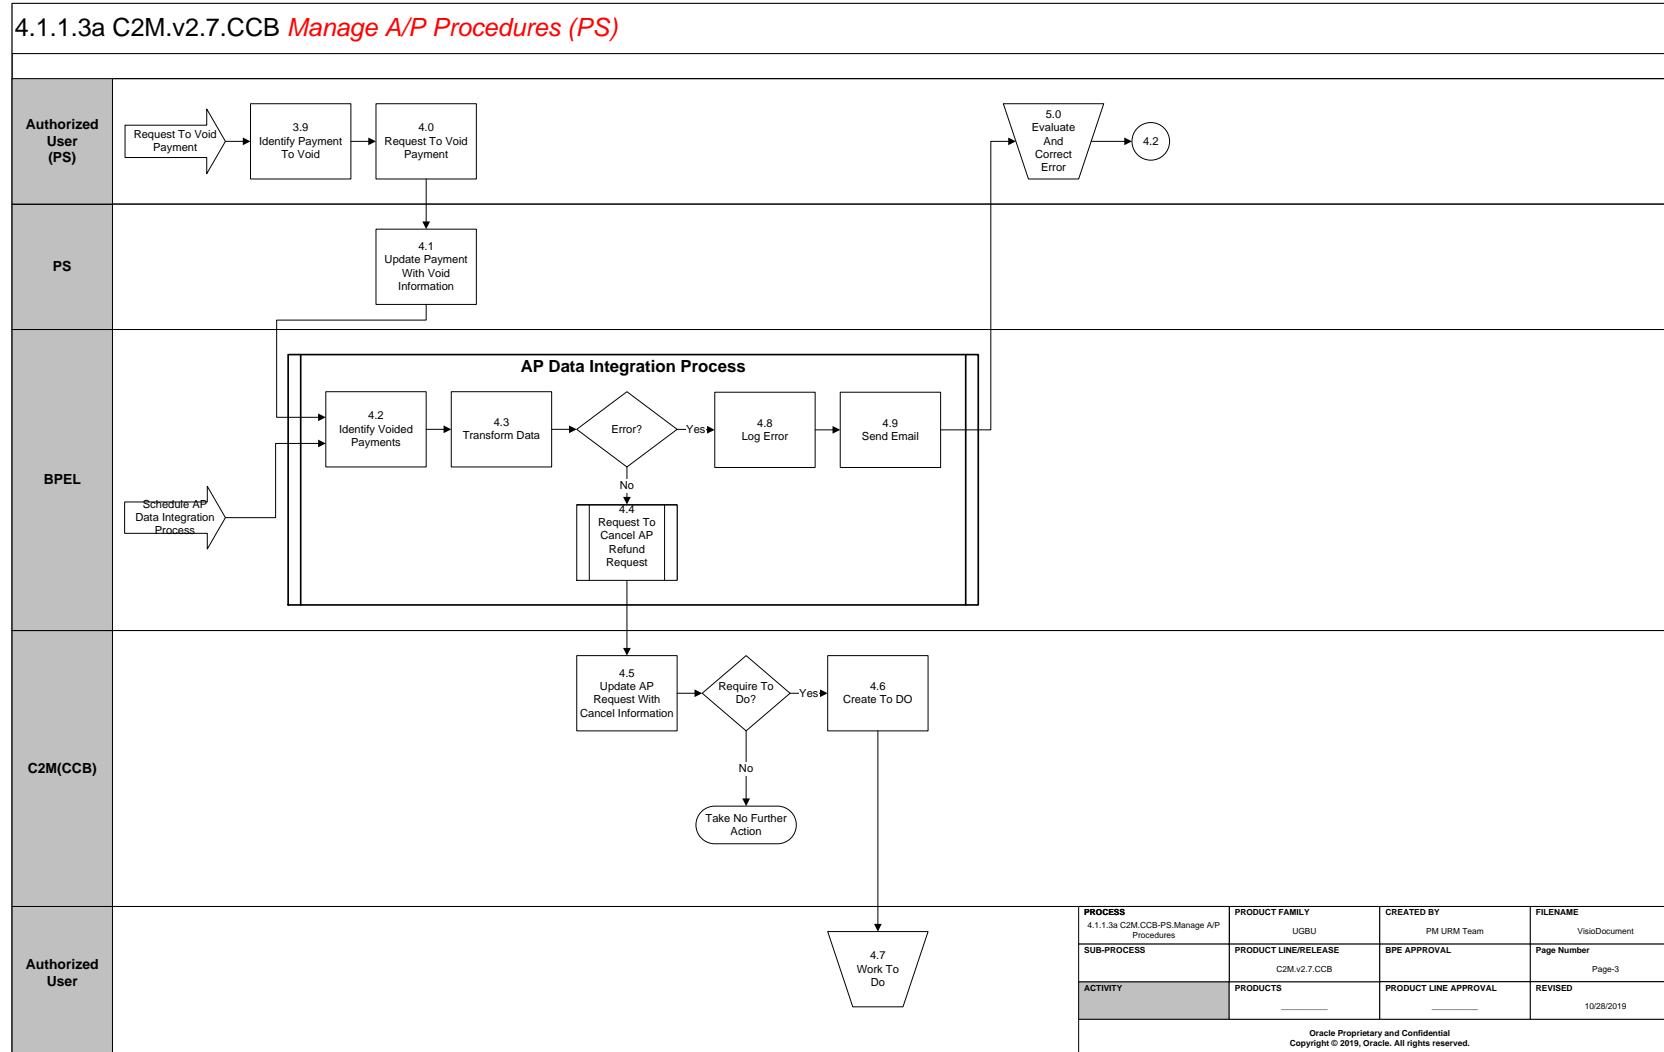 4.1.1.3a C2M.v2.7.CCB Manage A/P Procedures (PS)
Authorized
User
(PS)
Request To Void
Payment
3.9
Identify Payment
To Void
4.0
Request To Void
Payment
5.0
Evaluate
And
Correct
Error
4.2
PS
4.1
Update Payment
With Void
Information
BPEL
AP Data Integration Process
4.2
Identify Voided
Payments
4.3
Transform Data
Error?
Yes
4.8
Log Error
4.9
Send Email
No
Schedule AP
Data Integration
Process
4.4
Request To
Cancel AP
Refund
Request
C2M(CCB)
4.5
Update AP
Request With
Cancel Information
Require To
Do?
Yes
4.6
Create To DO
No
Take No Further
Action
Authorized
User
4.7
Work To
Do
PROCESS
4.1.1.3a C2M.CCB-PS.Manage A/P
Procedures
PRODUCT FAMILY
UGBU
CREATED BY
PM URM Team
FILENAME
VisioDocument
SUB-PROCESS
PRODUCT LINE/RELEASE
C2M.v2.7.CCB
BPE APPROVAL
Page Number
Page-3
ACTIVITY
PRODUCTS
PRODUCT LINE APPROVAL
REVISED
10/28/2019
Oracle Proprietary and Confidential
Copyright © 2019, Oracle. All rights reserved.